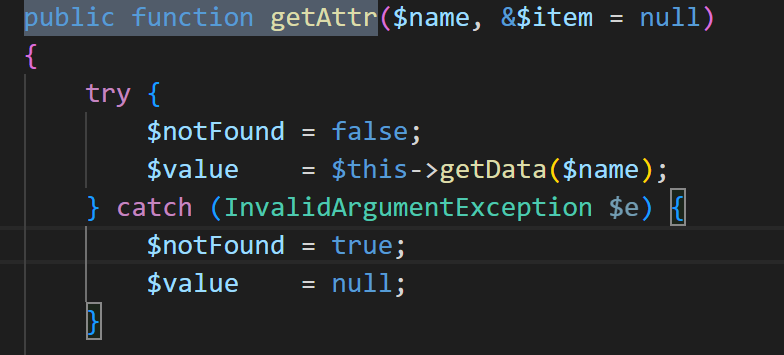 public function getAttr($name, &$item = null)
{
    try {
        $notFound = false;
        $value    = $this->getData($name);
    } catch (InvalidArgumentException $e) {
        $notFound = true;
        $value    = null;
    }